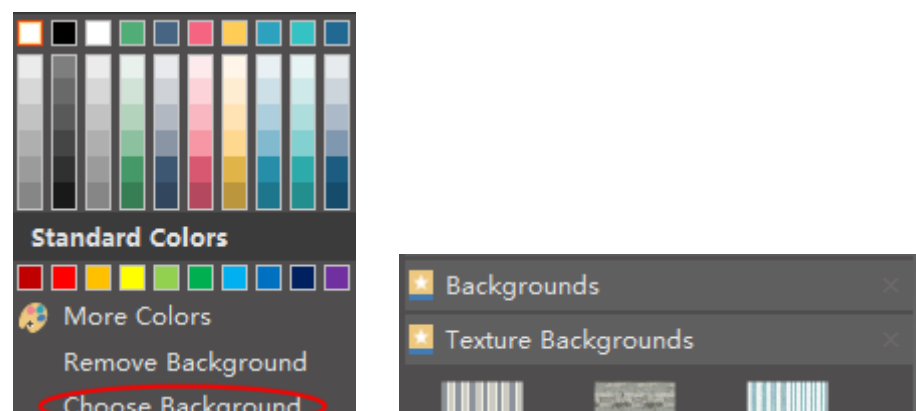 Standard Colors
More Colors
Remove Background
Choose Background
Backgrounds
Texture Backgrounds